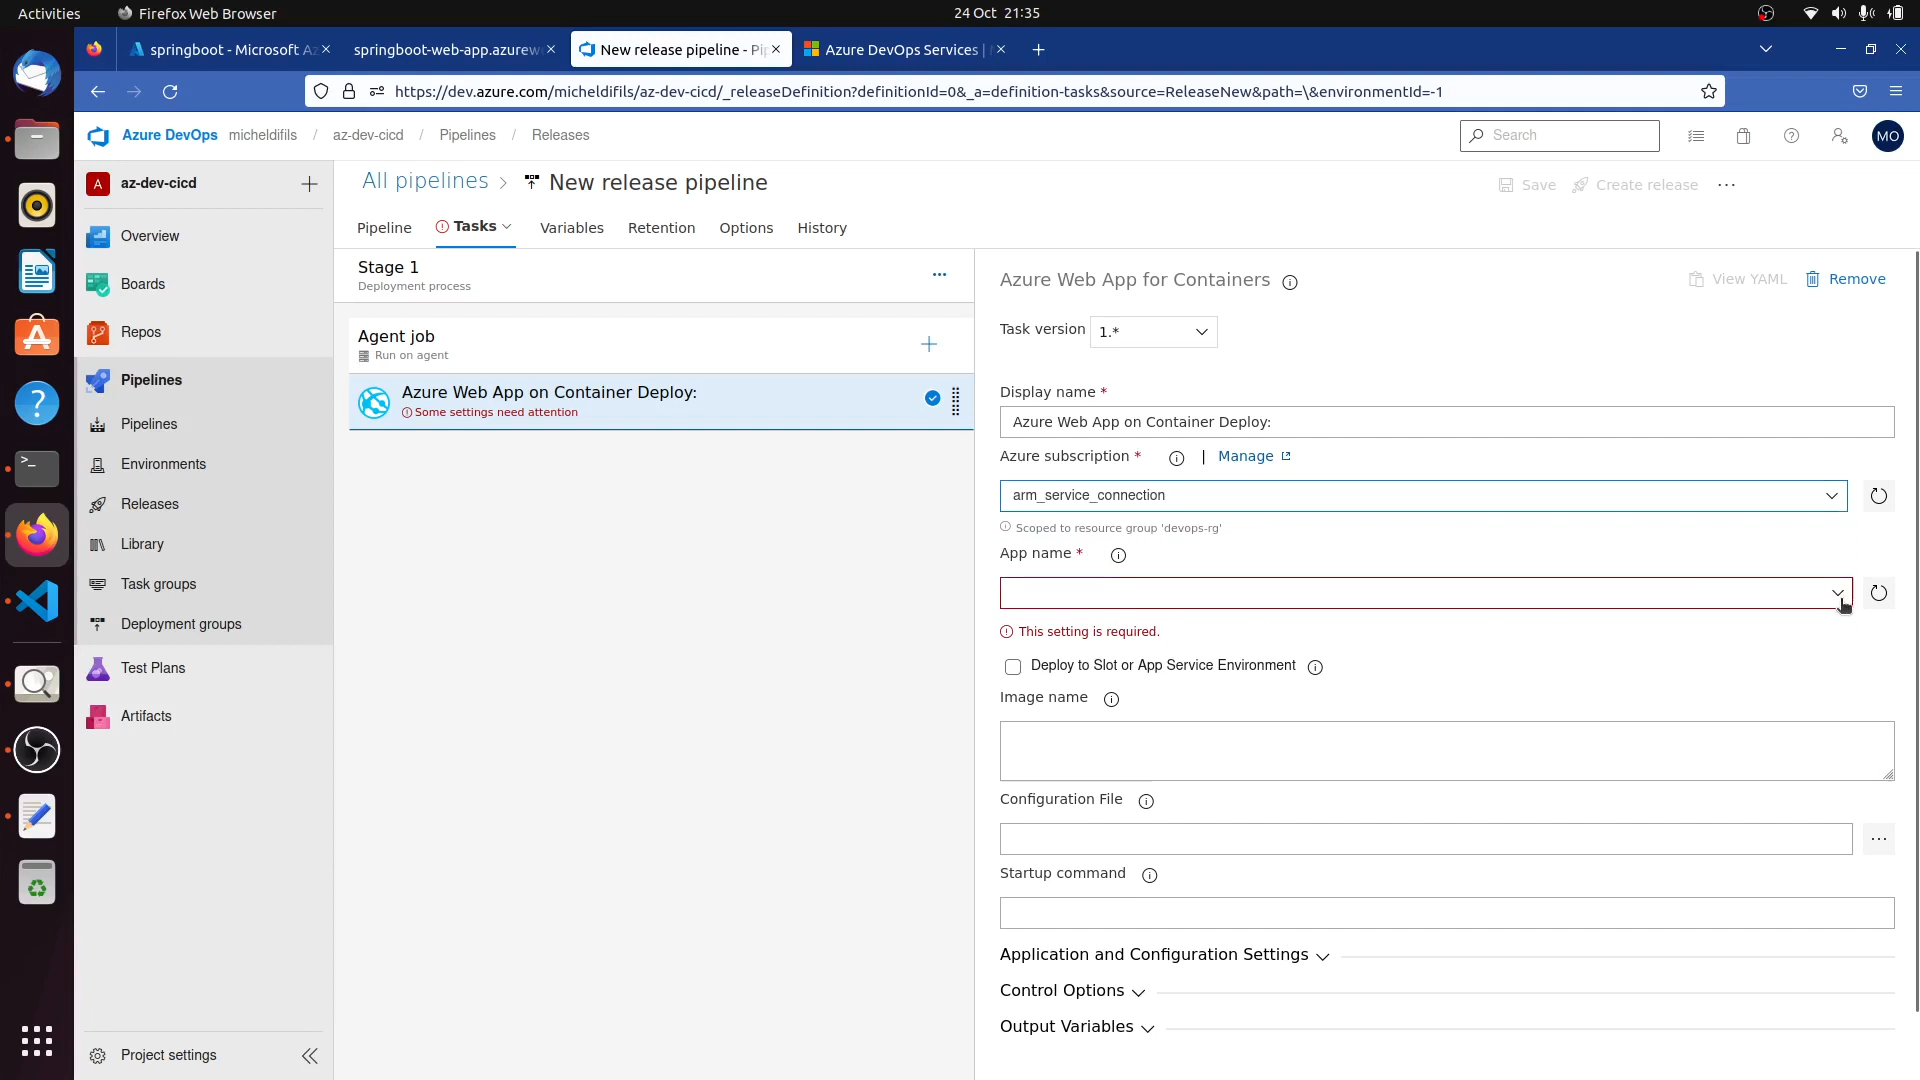 Activities
Firefox Web Browser
24 Oct 21:35
springboot - Microsoft Az
springboot-web-app.azurew
New release pipeline - Pip
Azure DevOps Services | 
https://dev.azure.com/micheldifils/az-dev-cicd/_releaseDefinition?definitionId=0&_a=definition-tasks&source=ReleaseNew&path=\&environmentId=-1
Azure DevOps micheldifils / az-dev-cicd / Pipelines / Releases
Search
MO
A az-dev-cicd
Overview
Boards
Repos
Pipelines
Pipelines
Environments
Releases
Library
Task groups
Deployment groups
Test Plans
Artifacts
Project settings
All pipelines > New release pipeline
Save
Create release
Pipeline
Tasks
Variables
Retention
Options
History
Stage 1
Deployment process
Agent job
Run on agent
Azure Web App on Container Deploy:
Some settings need attention
Azure Web App for Containers
View YAML
Remove
Task version 1.*
Display name *
Azure Web App on Container Deploy:
Azure subscription * | Manage
arm_service_connection
Scoped to resource group 'devops-rg'
App name *
This setting is required.
Deploy to Slot or App Service Environment
Image name
Configuration File
Startup command
Application and Configuration Settings
Control Options
Output Variables